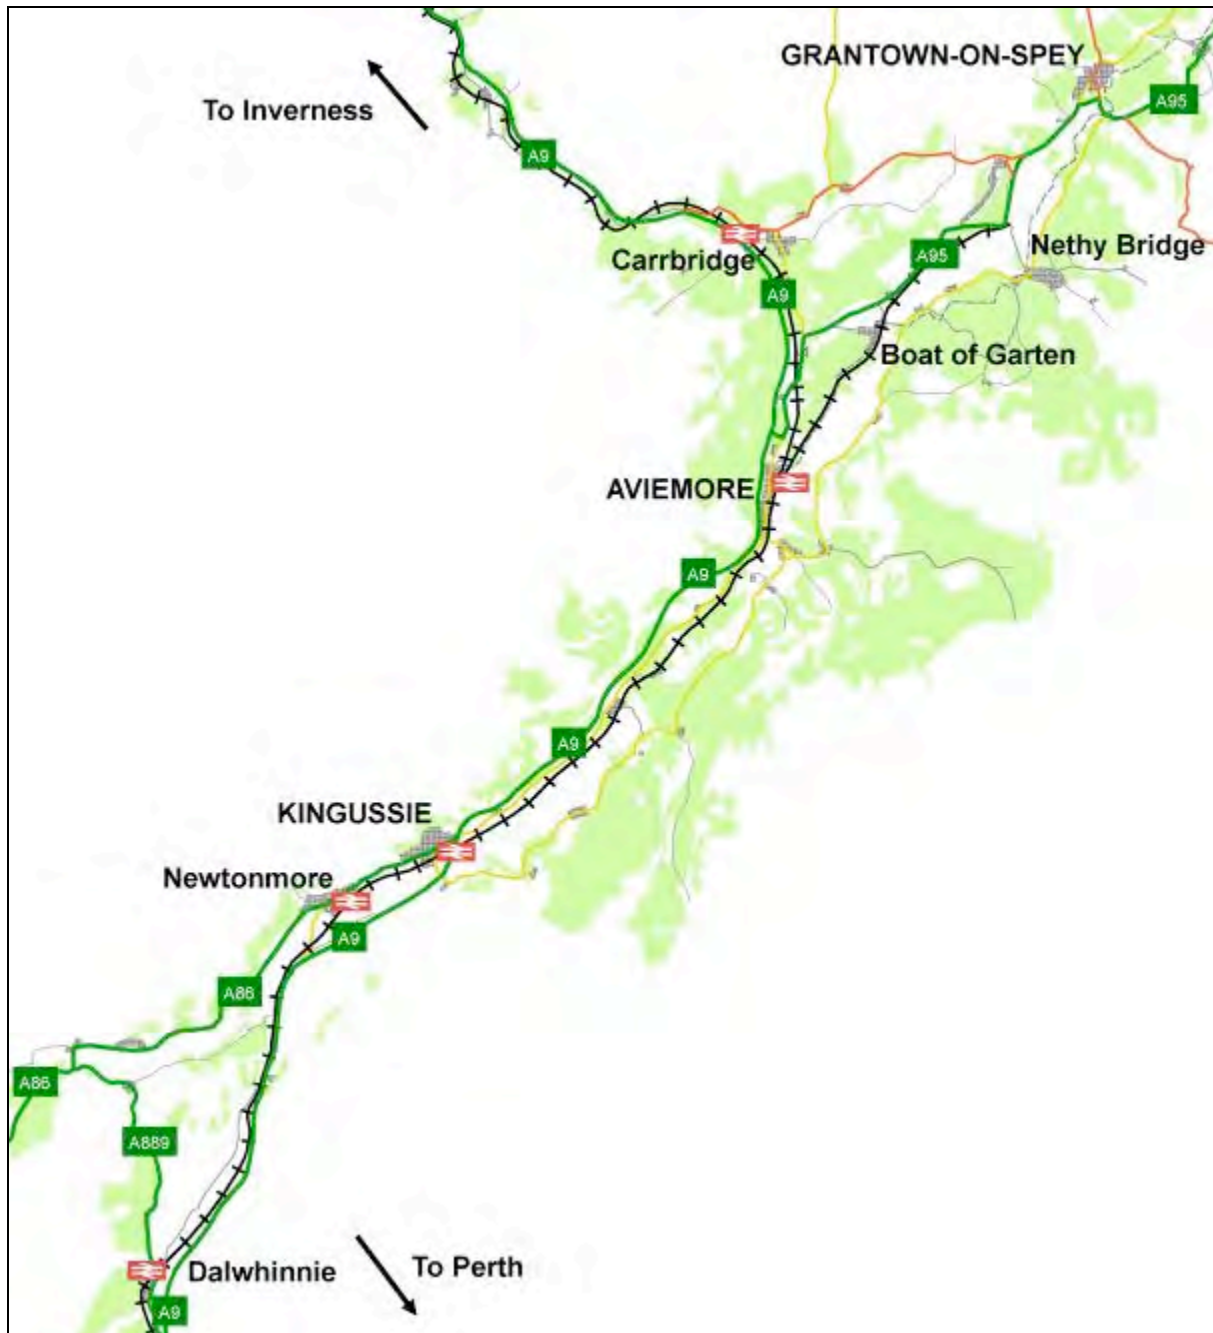 GRANTOWN-ON-SPEY
A95
To Inverness
A9
Nethy Bridge
A95
Carrbridge
A9
Boat of Garten
AVIEMORE
A9
A9
KINGUSSIE
Newtonmore
A9
A86
A86
A889
Dalwhinnie
To Perth
A9